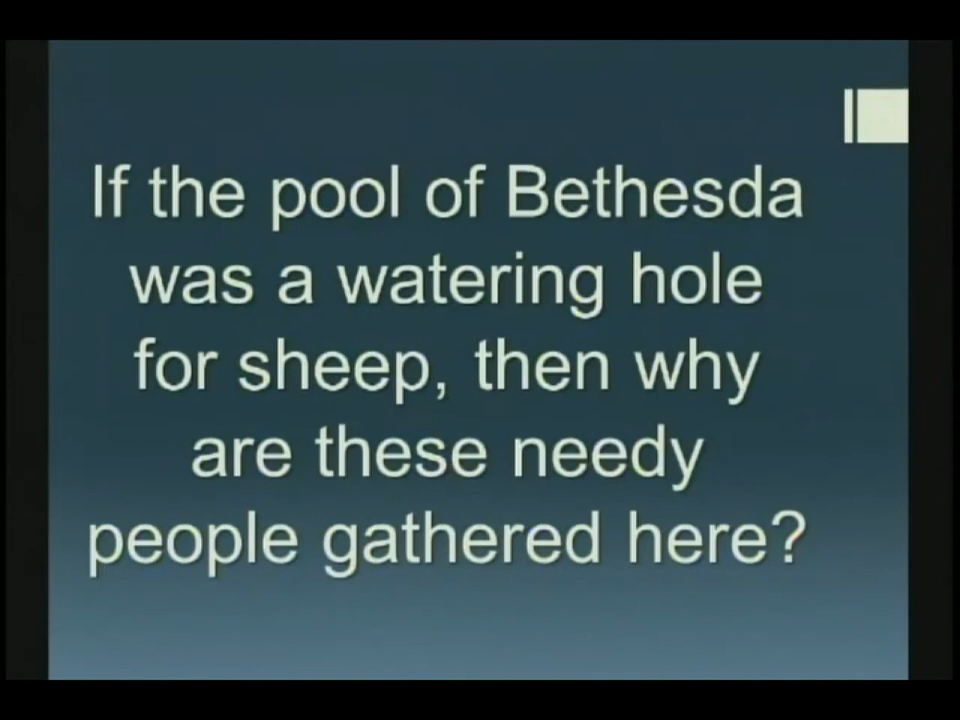 If the pool of Bethesda
was a watering hole
for sheep, then why
are these needy
people gathered here?